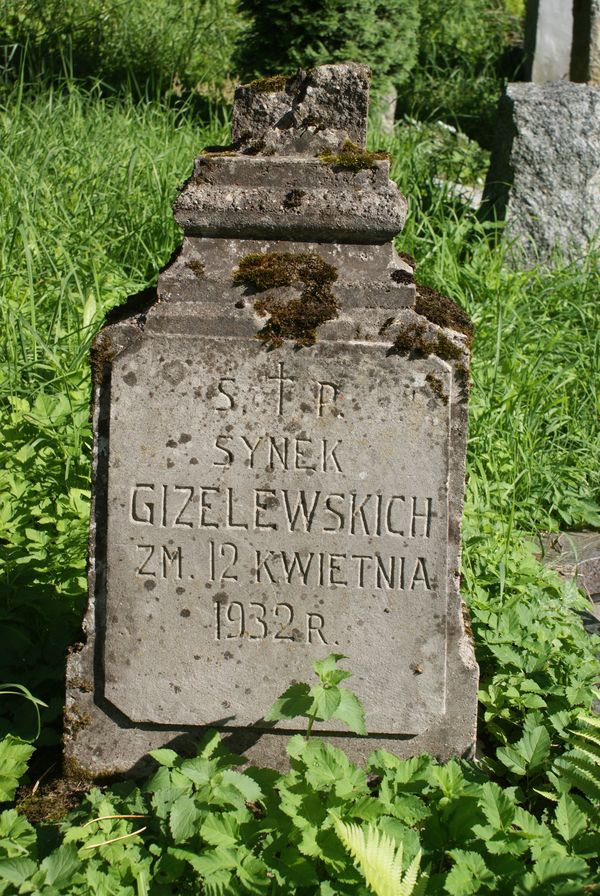 S. † P.
SYNEK
GIZELEWSKICH
ZM. 12 KWIETNIA
1932 R.